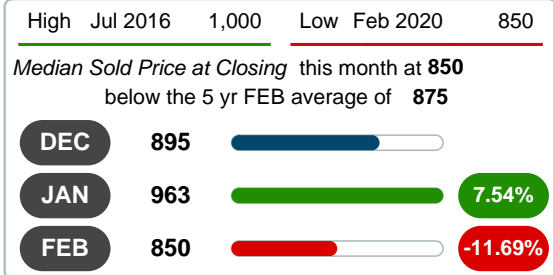 High Jul 2016 1,000 Low Feb 2020 850
Median Sold Price at Closing this month at 850
below the 5 yr FEB average of 875
DEC 895
JAN 963 7.54%
FEB 850 -11.69%